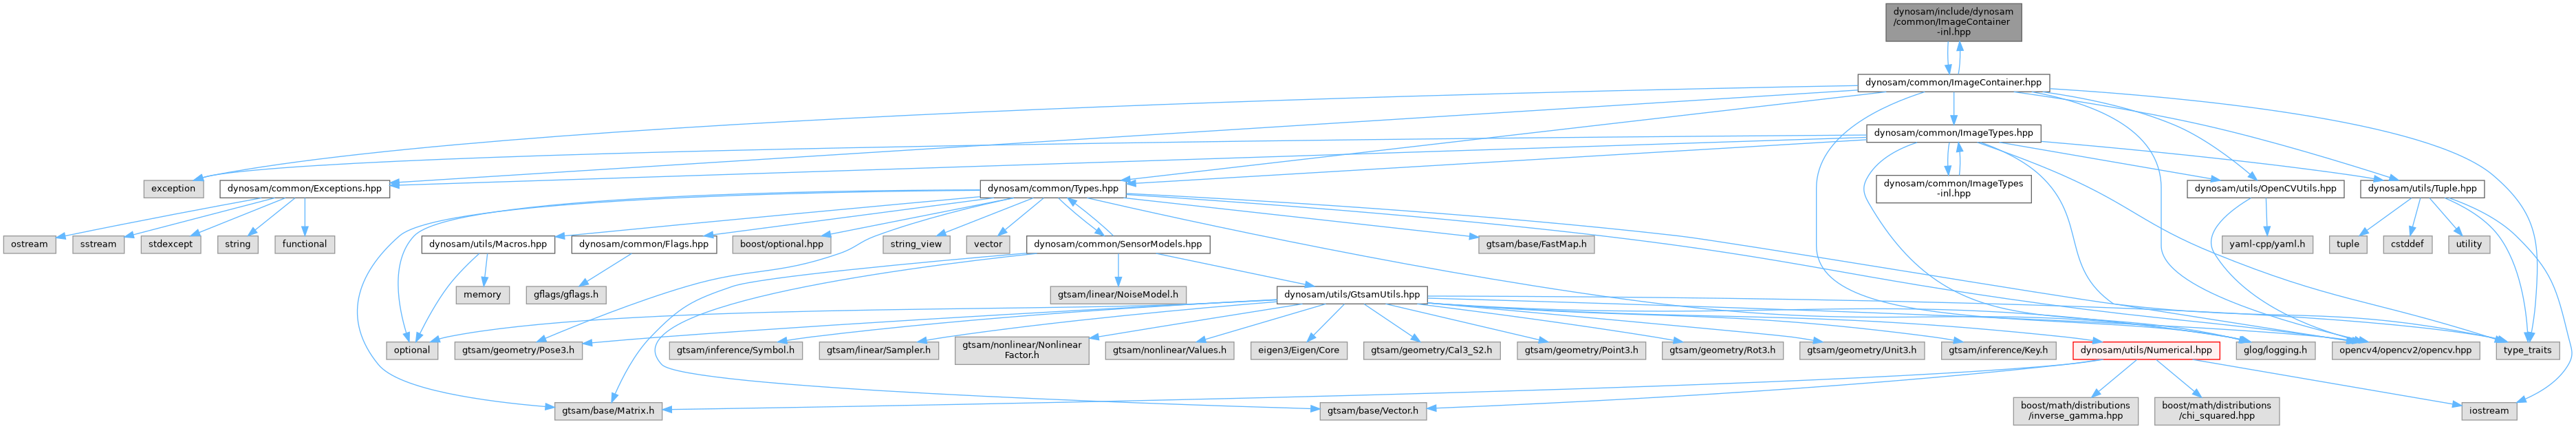 dynosam/include/dynosam
/common/ImageContainer
-inl.hpp
dynosam/common/ImageContainer.hpp
dynosam/common/ImageTypes.hpp
exception
dynosam/common/Exceptions.hpp
dynosam/common/Types.hpp
dynosam/common/ImageTypes
-inl.hpp
dynosam/utils/OpenCVUtils.hpp
dynosam/utils/Tuple.hpp
ostream
sstream
stdexcept
string
functional
dynosam/utils/Macros.hpp
dynosam/common/Flags.hpp
boost/optional.hpp
string_view
vector
dynosam/common/SensorModels.hpp
gtsam/base/FastMap.h
yaml-cpp/yaml.h
tuple
cstddef
utility
memory
gflags/gflags.h
gtsam/linear/NoiseModel.h
dynosam/utils/GtsamUtils.hpp
optional
gtsam/geometry/Pose3.h
gtsam/inference/Symbol.h
gtsam/linear/Sampler.h
gtsam/nonlinear/Nonlinear
Factor.h
gtsam/nonlinear/Values.h
eigen3/Eigen/Core
gtsam/geometry/Cal3_S2.h
gtsam/geometry/Point3.h
gtsam/geometry/Rot3.h
gtsam/geometry/Unit3.h
gtsam/inference/Key.h
dynosam/utils/Numerical.hpp
glog/logging.h
opencv4/opencv2/opencv.hpp
type_traits
gtsam/base/Matrix.h
gtsam/base/Vector.h
boost/math/distributions
/inverse_gamma.hpp
boost/math/distributions
/chi_squared.hpp
iostream